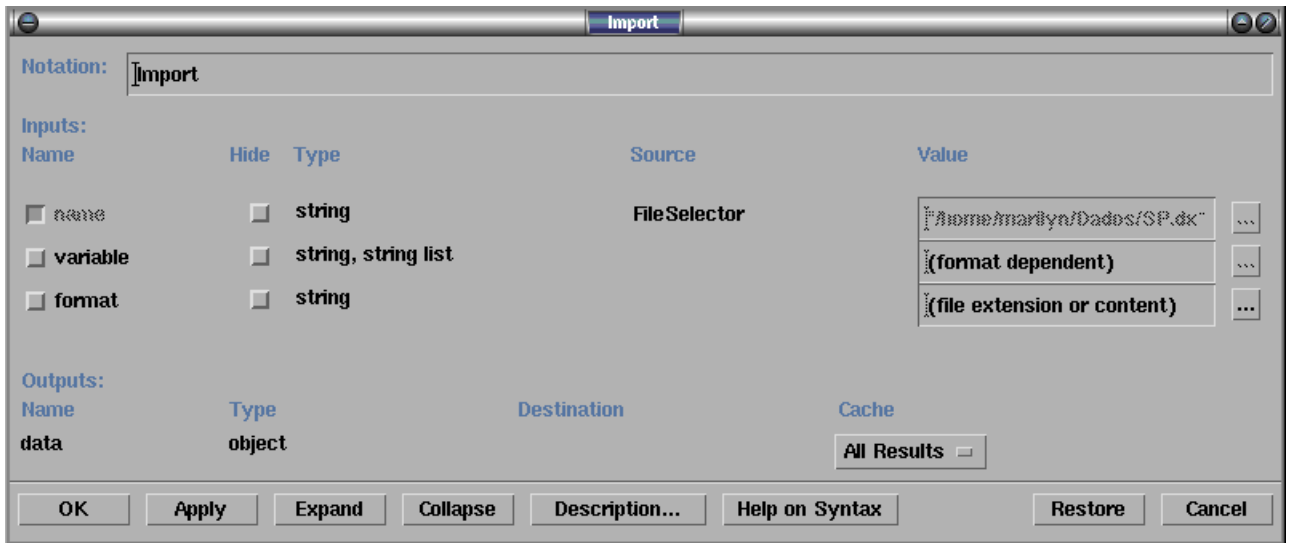 Import
Notation: Import
Inputs:
Name Hide Type Source Value
name string FileSelector "/home/marilyn/Dados/SP.dx" ...
variable string, string list (format dependent) ...
format string (file extension or content) ...
Outputs:
Name Type Destination Cache
data object All Results
OK Apply Expand Collapse Description... Help on Syntax Restore Cancel